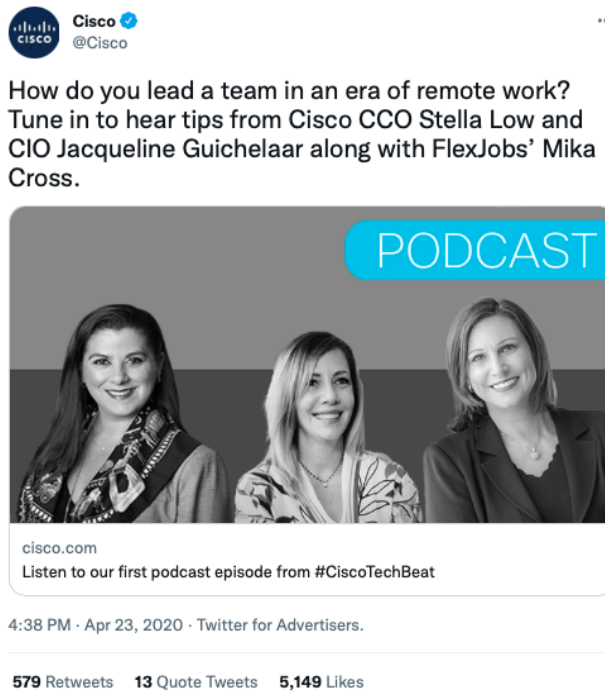 CISCO
Cisco
@Cisco
How do you lead a team in an era of remote work?
Tune in to hear tips from Cisco CCO Stella Low and
CIO Jacqueline Guichelaar along with FlexJobs’ Mika
Cross.
PODCAST
cisco.com
Listen to our first podcast episode from #CiscoTechBeat
4:38 PM · Apr 23, 2020 · Twitter for Advertisers.
579 Retweets 13 Quote Tweets 5,149 Likes